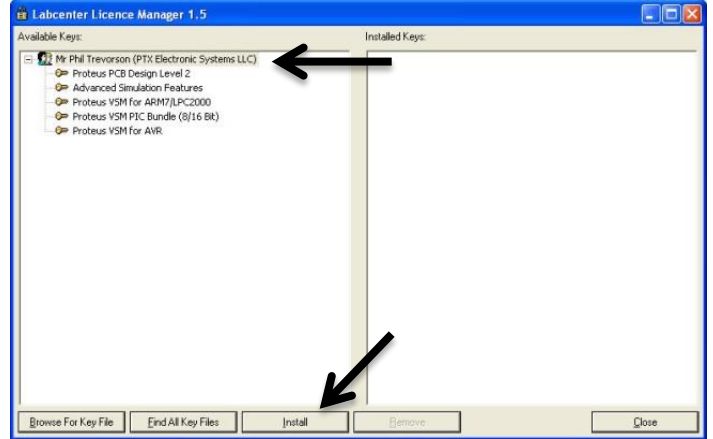 Labcenter Licence Manager 1.5
Available Keys:
Installed Keys:
Mr Phil Trevorson (PTX Electronic Systems LLC)
Proteus PCB Design Level 2
Advanced Simulation Features
Proteus VSM for ARM7/LPC2000
Proteus VSM PIC Bundle (8/16 Bit)
Proteus VSM for AVR
Browse For Key File
Find All Key Files
Install
Remove
Close